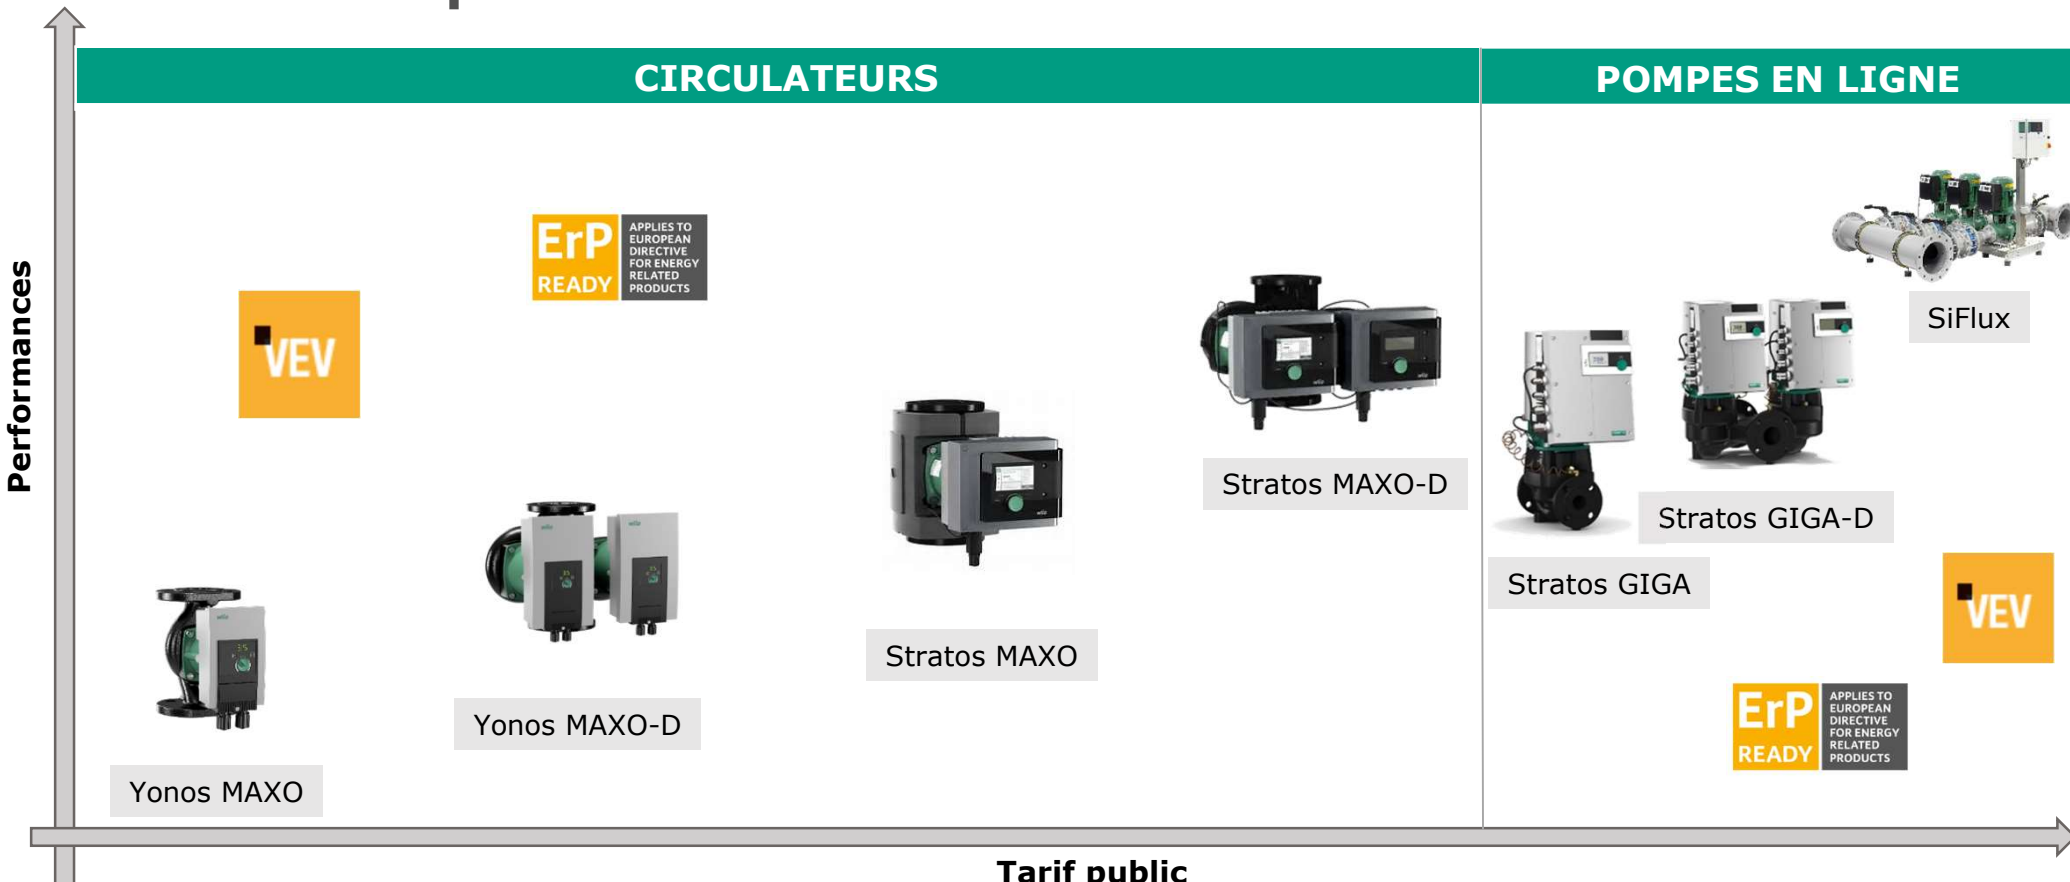 CIRCULATEURS
POMPES EN LIGNE
Performances
ErP
READY
APPLIES TO
EUROPEAN
DIRECTIVE
FOR ENERGY
RELATED
PRODUCTS
VEV
SiFlux
Stratos MAXO-D
Stratos GIGA-D
Stratos GIGA
VEV
Stratos MAXO
Yonos MAXO-D
ErP
READY
APPLIES TO
EUROPEAN
DIRECTIVE
FOR ENERGY
RELATED
PRODUCTS
Yonos MAXO
Tarif public